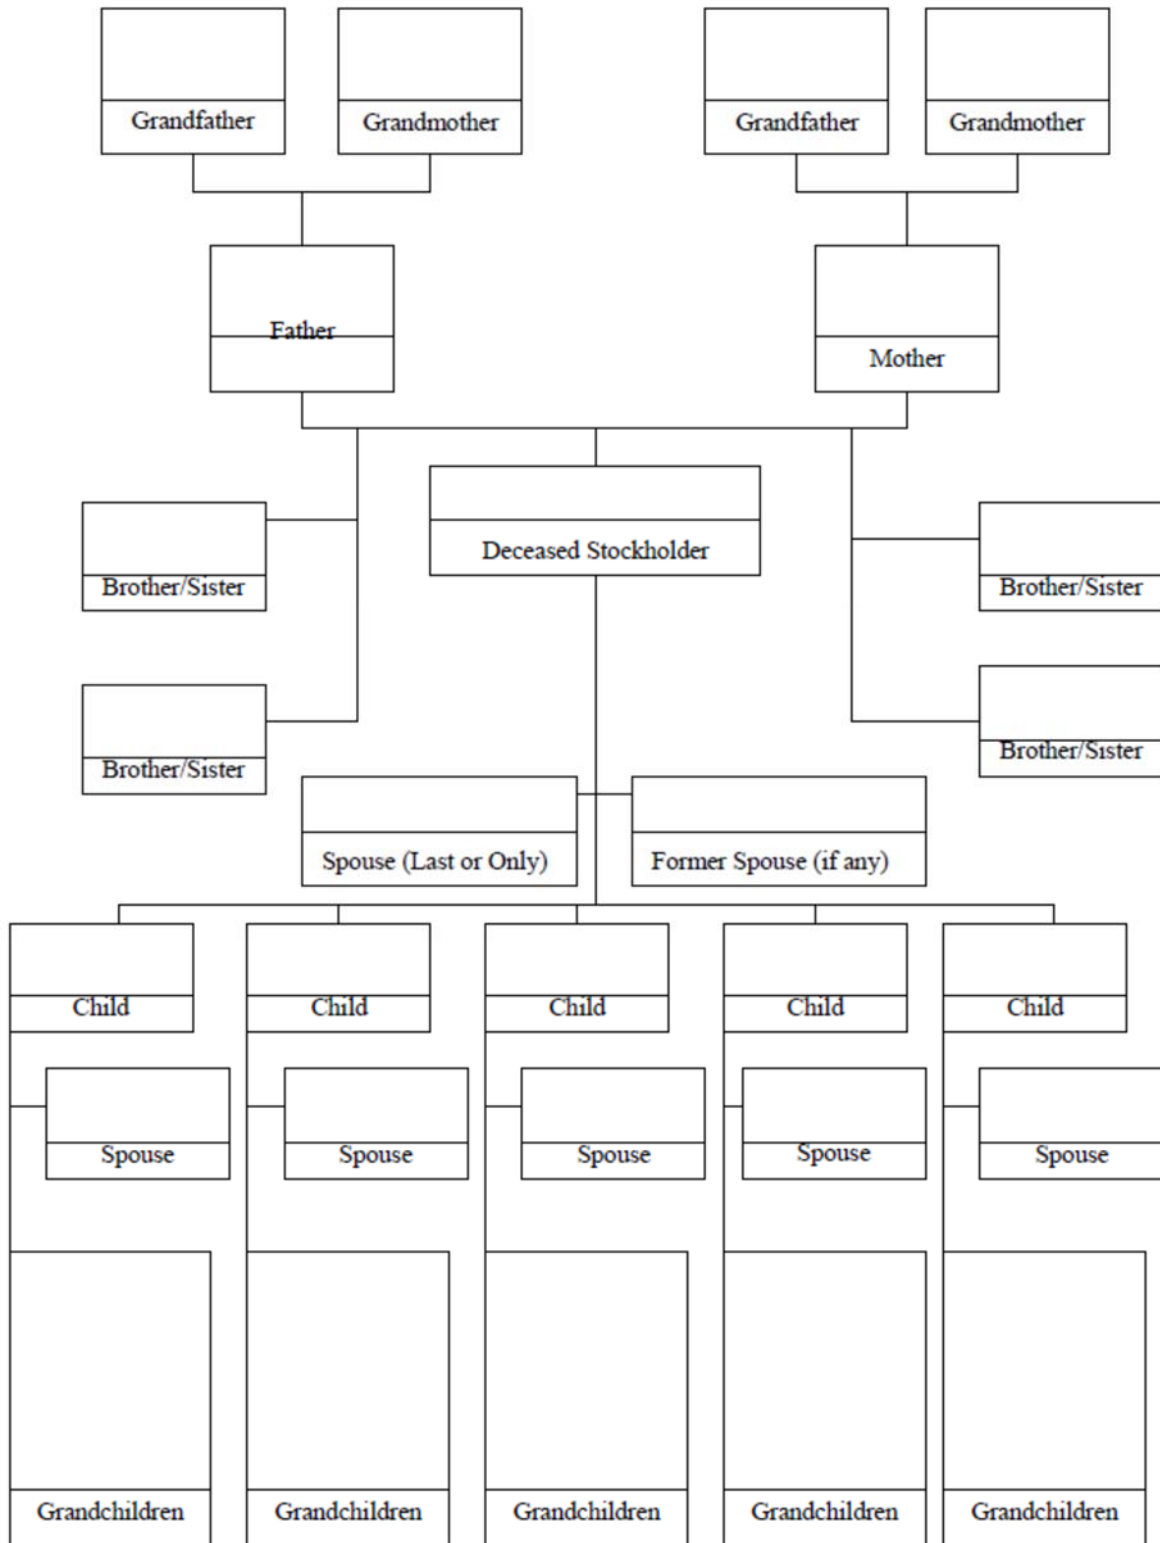 Grandfather
Grandmother
Grandfather
Grandmother
Father
Mother
Deceased Stockholder
Brother/Sister
Brother/Sister
Brother/Sister
Brother/Sister
Spouse (Last or Only)
Former Spouse (if any)
Child
Child
Child
Child
Child
Spouse
Spouse
Spouse
Spouse
Spouse
Grandchildren
Grandchildren
Grandchildren
Grandchildren
Grandchildren